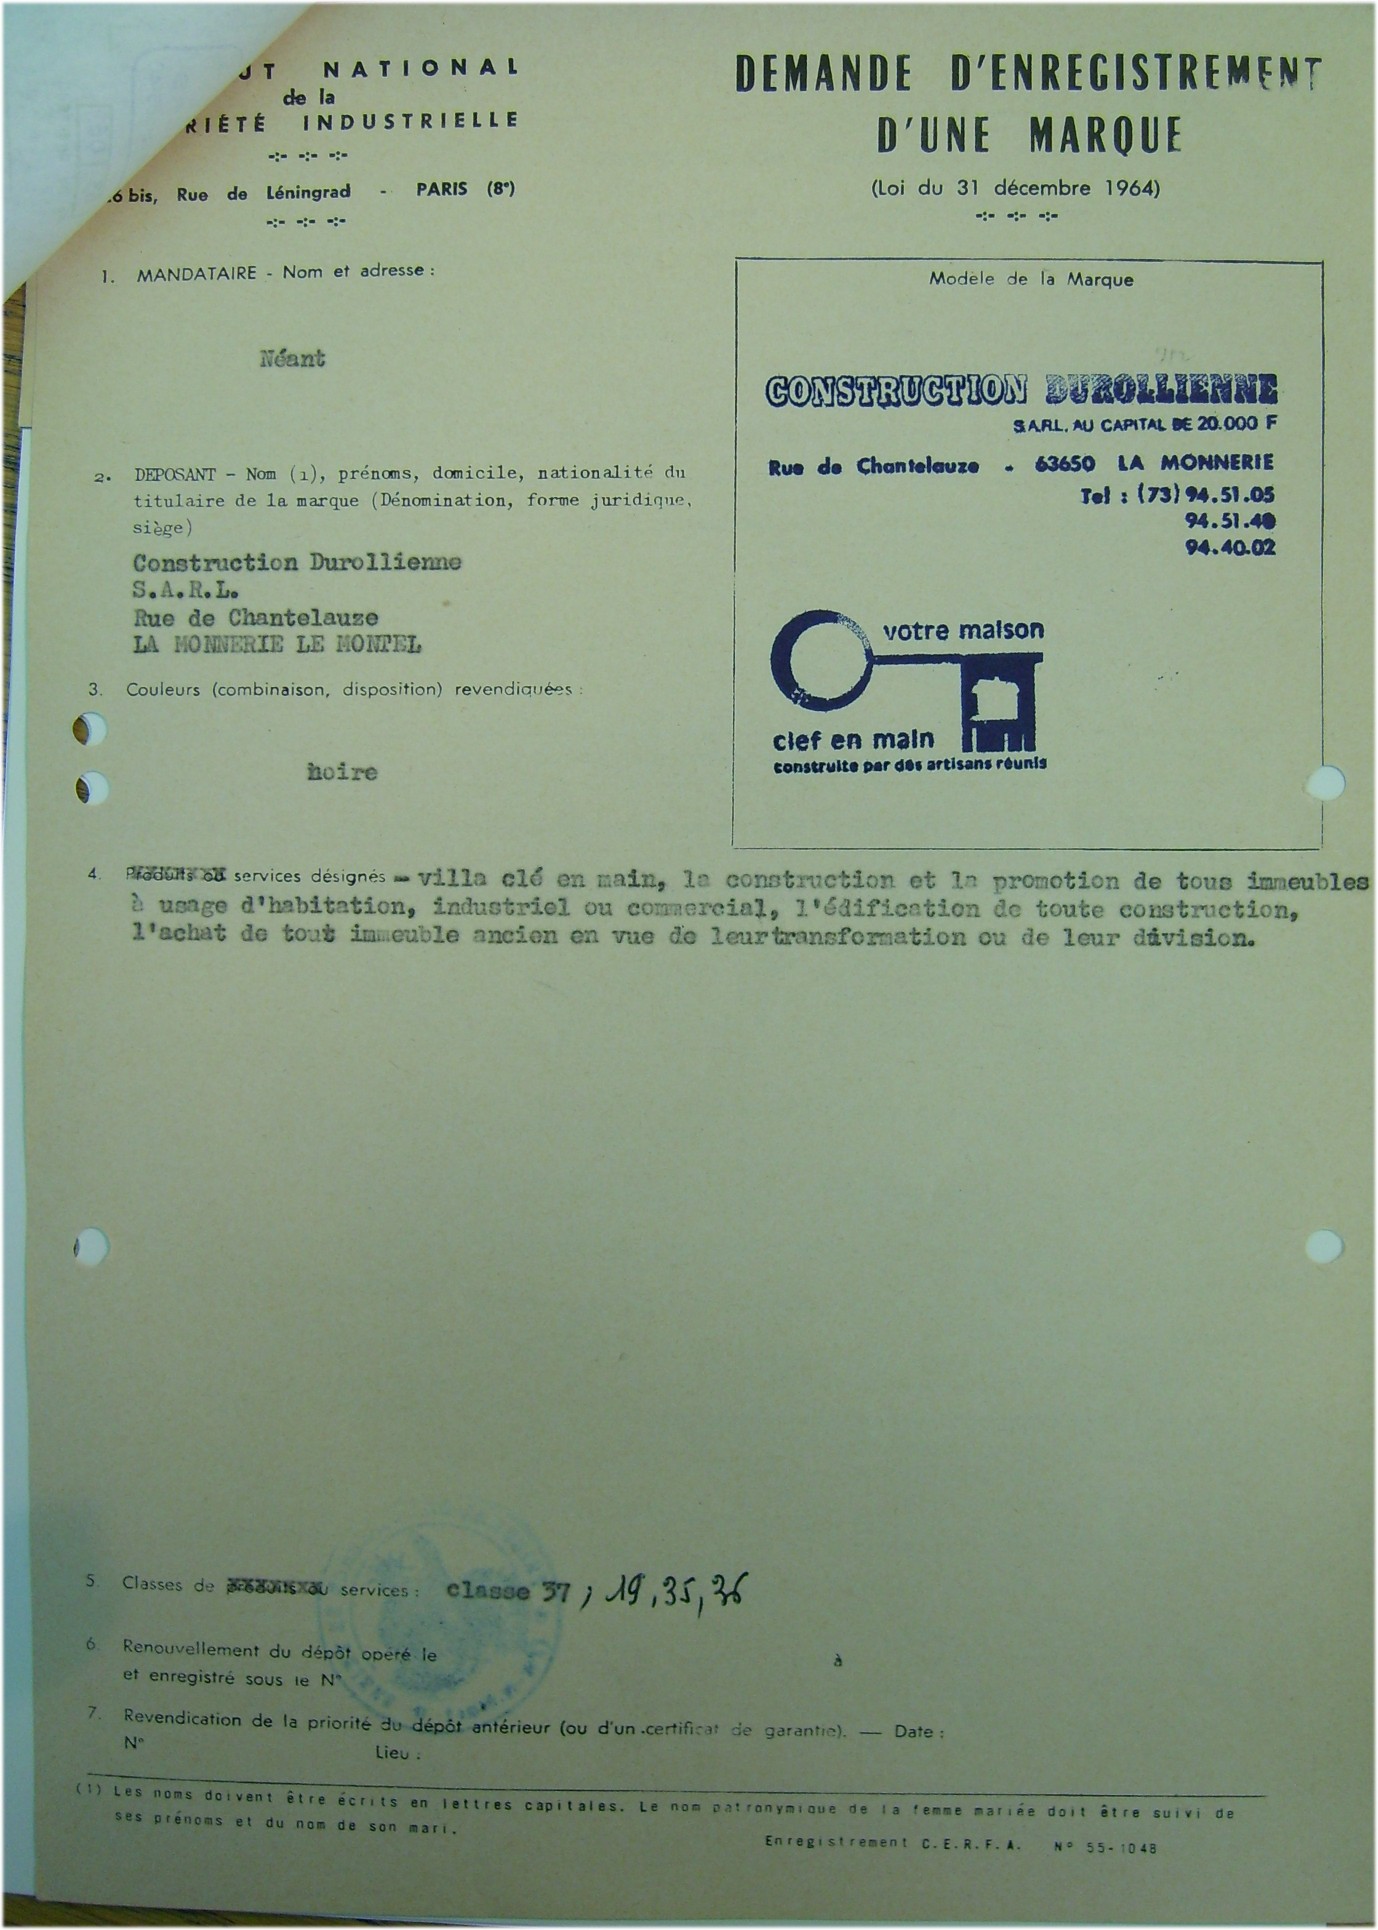 NATIONAL
de la
INDUSTRIELLE
-:- -:- -:-
bis, Rue de Léningrad - PARIS (8e)
-:- -:- -:-
DEMANDE D'ENREGISTREMENT
D'UNE MARQUE
(Loi du 31 décembre 1964)
-:- -:- -:-
1. MANDATAIRE - Nom et adresse :
Néant
2. DEPOSANT - Nom (1), prénoms, domicile, nationalité du
titulaire de la marque (Dénomination, forme juridique,
siège)
Construction Durollienne
S.A.R.L.
Rue de Chantelauze
LA MONNERIE LE MONTEL
3. Couleurs (combinaison, disposition) revendiquées :
noire
Modèle de la Marque
CONSTRUCTION DUROLLIENNE
S.A.R.L. AU CAPITAL DE 20.000 F
Rue de Chantelauze - 63650 LA MONNERIE
Tel : (73) 94.51.05
94.51.40
94.40.02
votre maison
clef en main
construite par des artisans réunis
4. Produits ou services désignés - villa clé en main, la construction et la promotion de tous immeubles
à usage d'habitation, industriel ou commercial, l'édification de toute construction,
l'achat de tout immeuble ancien en vue de leur transformation ou de leur division.
5. Classes de produits ou services : classe 37 ; 19, 35, 36
6. Renouvellement du dépôt opéré le à
et enregistré sous le N°
7. Revendication de la priorité du dépôt antérieur (ou d'un certificat de garantie). — Date :
N° Lieu :
(1) Les noms doivent être écrits en lettres capitales. Le nom patronymique de la femme mariée doit être suivi de
ses prénoms et du nom de son mari.
Enregistrement C.E.R.F.A. N° 55-1048